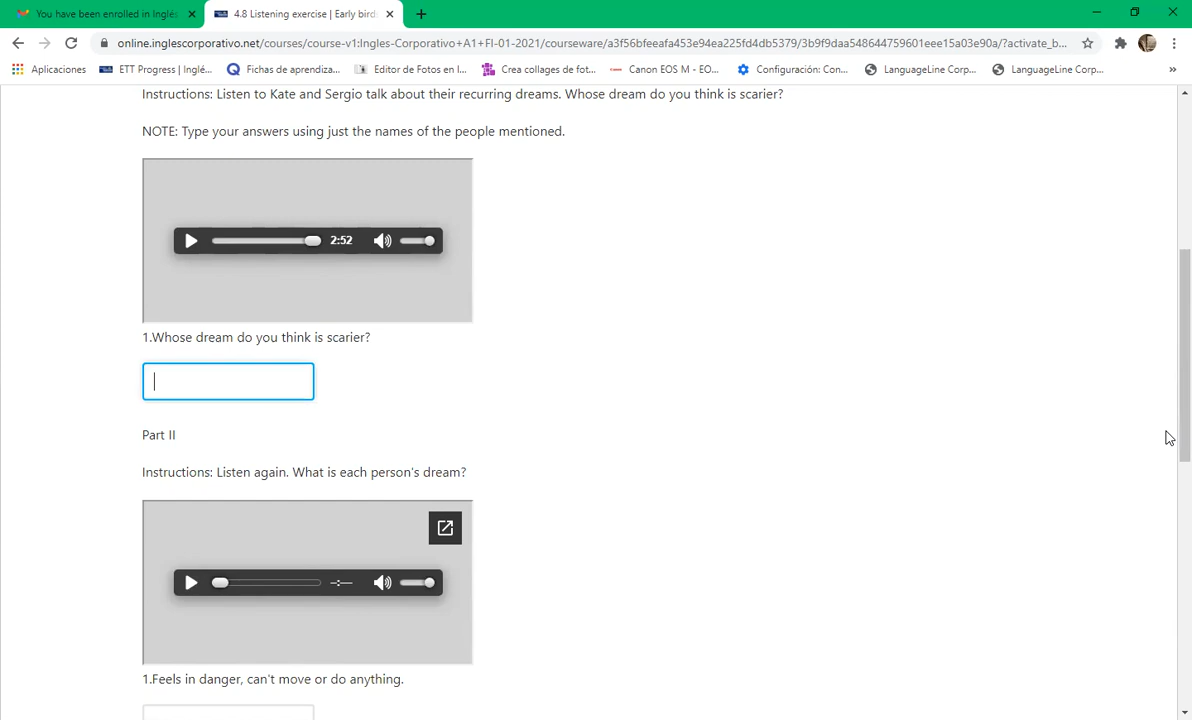 You have been enrolled in Inglés
4.8 Listening exercise | Early bird
online.inglescorporativo.net/courses/course-v1:Ingles-Corporativo+A1+FI-01-2021/courseware/a3f56bfeeafa453e94ea225fd4db5379/3b9f9daa548644759601eee15a03e90a/?activate_b...
Aplicaciones
ETT Progress | Inglé...
Fichas de aprendiza...
Editor de Fotos en l...
Crea collages de fot...
Canon EOS M - EO...
Configuración: Con...
LanguageLine Corp...
LanguageLine Corp...
Instructions: Listen to Kate and Sergio talk about their recurring dreams. Whose dream do you think is scarier?
NOTE: Type your answers using just the names of the people mentioned.
2:52
1.Whose dream do you think is scarier?
Part II
Instructions: Listen again. What is each person's dream?
-:--
1.Feels in danger, can't move or do anything.